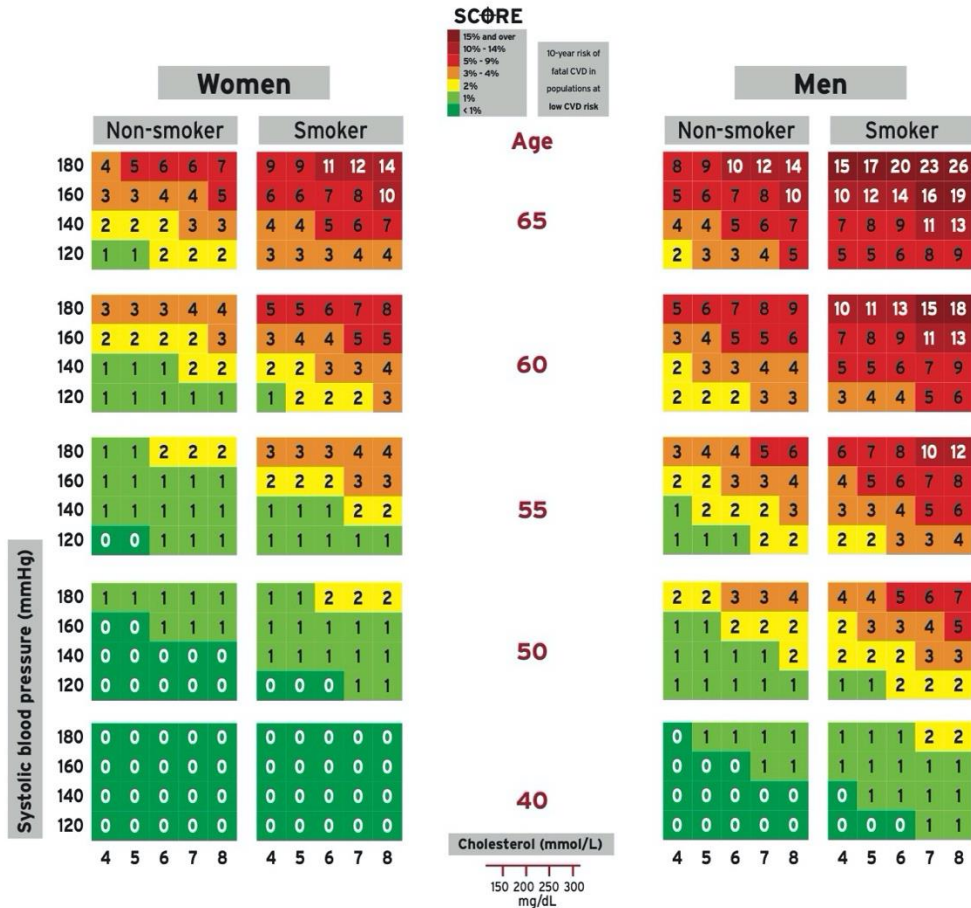 SCORE
15% and over
10% - 14%
5% - 9%
3% - 4%
2%
1%
< 1%
10-year risk of
fatal CVD in
populations at
low CVD risk
Women
Men
Non-smoker Smoker
Age
Non-smoker Smoker
180 4 5 6 6 7 9 9 11 12 14 8 9 10 12 14 15 17 20 23 26
160 3 3 4 4 5 6 6 7 8 10 5 6 7 8 10 10 12 14 16 19
65
140 2 2 2 3 3 4 4 5 6 7 4 4 5 6 7 7 8 9 11 13
120 1 1 2 2 2 3 3 3 4 4 2 3 3 4 5 5 5 6 8 9
180 3 3 3 4 4 5 5 6 7 8 5 6 7 8 9 10 11 13 15 18
160 2 2 2 2 3 3 4 4 5 5 3 4 5 5 6 7 8 9 11 13
60
140 1 1 1 2 2 2 2 3 3 4 2 3 3 4 4 5 5 6 7 9
120 1 1 1 1 1 1 2 2 2 3 2 2 2 3 3 3 4 4 5 6
180 1 1 2 2 2 3 3 3 4 4 3 4 4 5 6 6 7 8 10 12
160 1 1 1 1 1 2 2 2 3 3 2 2 3 3 4 4 5 6 7 8
55
140 1 1 1 1 1 1 1 1 2 2 1 2 2 2 3 3 3 4 5 6
120 0 0 1 1 1 1 1 1 1 1 1 1 1 2 2 2 2 3 3 4
180 1 1 1 1 1 1 1 2 2 2 2 2 3 3 4 4 4 5 6 7
160 0 0 1 1 1 1 1 1 1 1 1 1 2 2 2 2 3 3 4 5
50
140 0 0 0 0 0 1 1 1 1 1 1 1 1 1 2 2 2 2 3 3
120 0 0 0 0 0 0 0 0 1 1 1 1 1 1 1 1 1 2 2 2
180 0 0 0 0 0 0 0 0 0 0 0 1 1 1 1 1 1 1 2 2
160 0 0 0 0 0 0 0 0 0 0 0 0 0 1 1 1 1 1 1 1
40
140 0 0 0 0 0 0 0 0 0 0 0 0 0 0 0 0 1 1 1 1
120 0 0 0 0 0 0 0 0 0 0 0 0 0 0 0 0 0 0 1 1
4 5 6 7 8 4 5 6 7 8 4 5 6 7 8 4 5 6 7 8
Systolic blood pressure (mmHg)
Cholesterol (mmol/L)
150 200 250 300
mg/dL